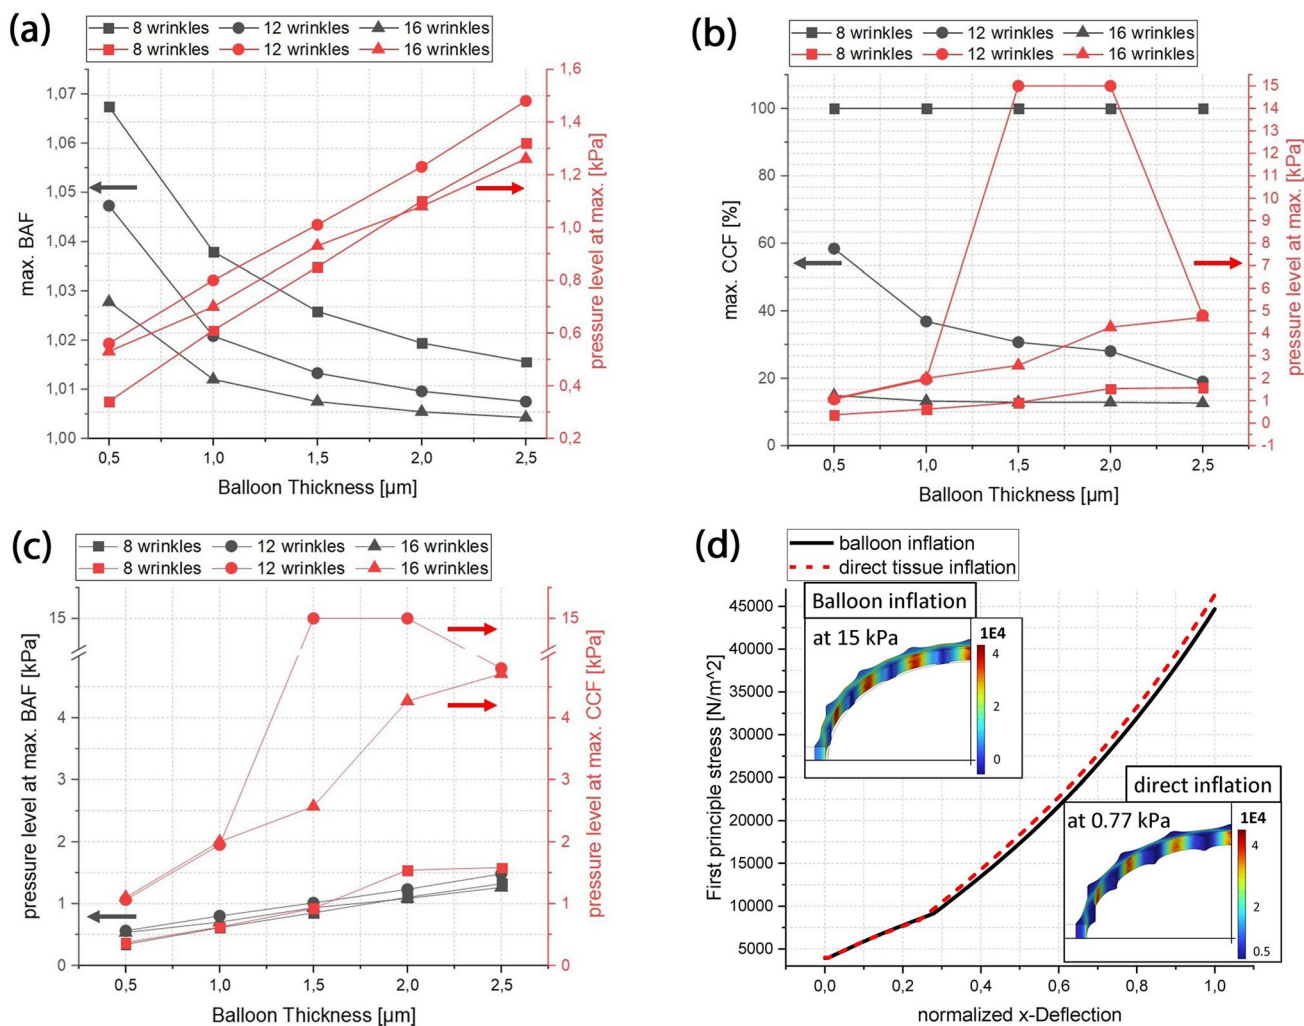 (a)
8 wrinkles 12 wrinkles 16 wrinkles
8 wrinkles 12 wrinkles 16 wrinkles
max. BAF
1,07
1,06
1,05
1,04
1,03
1,02
1,01
1,00
1,6
1,4
1,2
1,0
0,8
0,6
0,4
0,2
pressure level at max. [kPa]
0,5 1,0 1,5 2,0 2,5
Balloon Thickness [µm]
(b)
8 wrinkles 12 wrinkles 16 wrinkles
8 wrinkles 12 wrinkles 16 wrinkles
max. CCF [%]
100
80
60
40
20
0
15
14
13
12
11
10
9
8
7
6
5
4
3
2
1
0
-1
pressure level at max. [kPa]
0,5 1,0 1,5 2,0 2,5
Balloon Thickness [µm]
(c)
8 wrinkles 12 wrinkles 16 wrinkles
8 wrinkles 12 wrinkles 16 wrinkles
pressure level at max. BAF [kPa]
15
4
3
2
1
0
15
4
3
2
1
0
pressure level at max. CCF [kPa]
0,5 1,0 1,5 2,0 2,5
Balloon Thickness [µm]
(d)
balloon inflation
direct tissue inflation
First principle stress [N/m^2]
45000
40000
35000
30000
25000
20000
15000
10000
5000
Balloon inflation
at 15 kPa
1E4
4
2
0
direct inflation
at 0.77 kPa
1E4
4
2
0.5
0,0 0,2 0,4 0,6 0,8 1,0
normalized x-Deflection